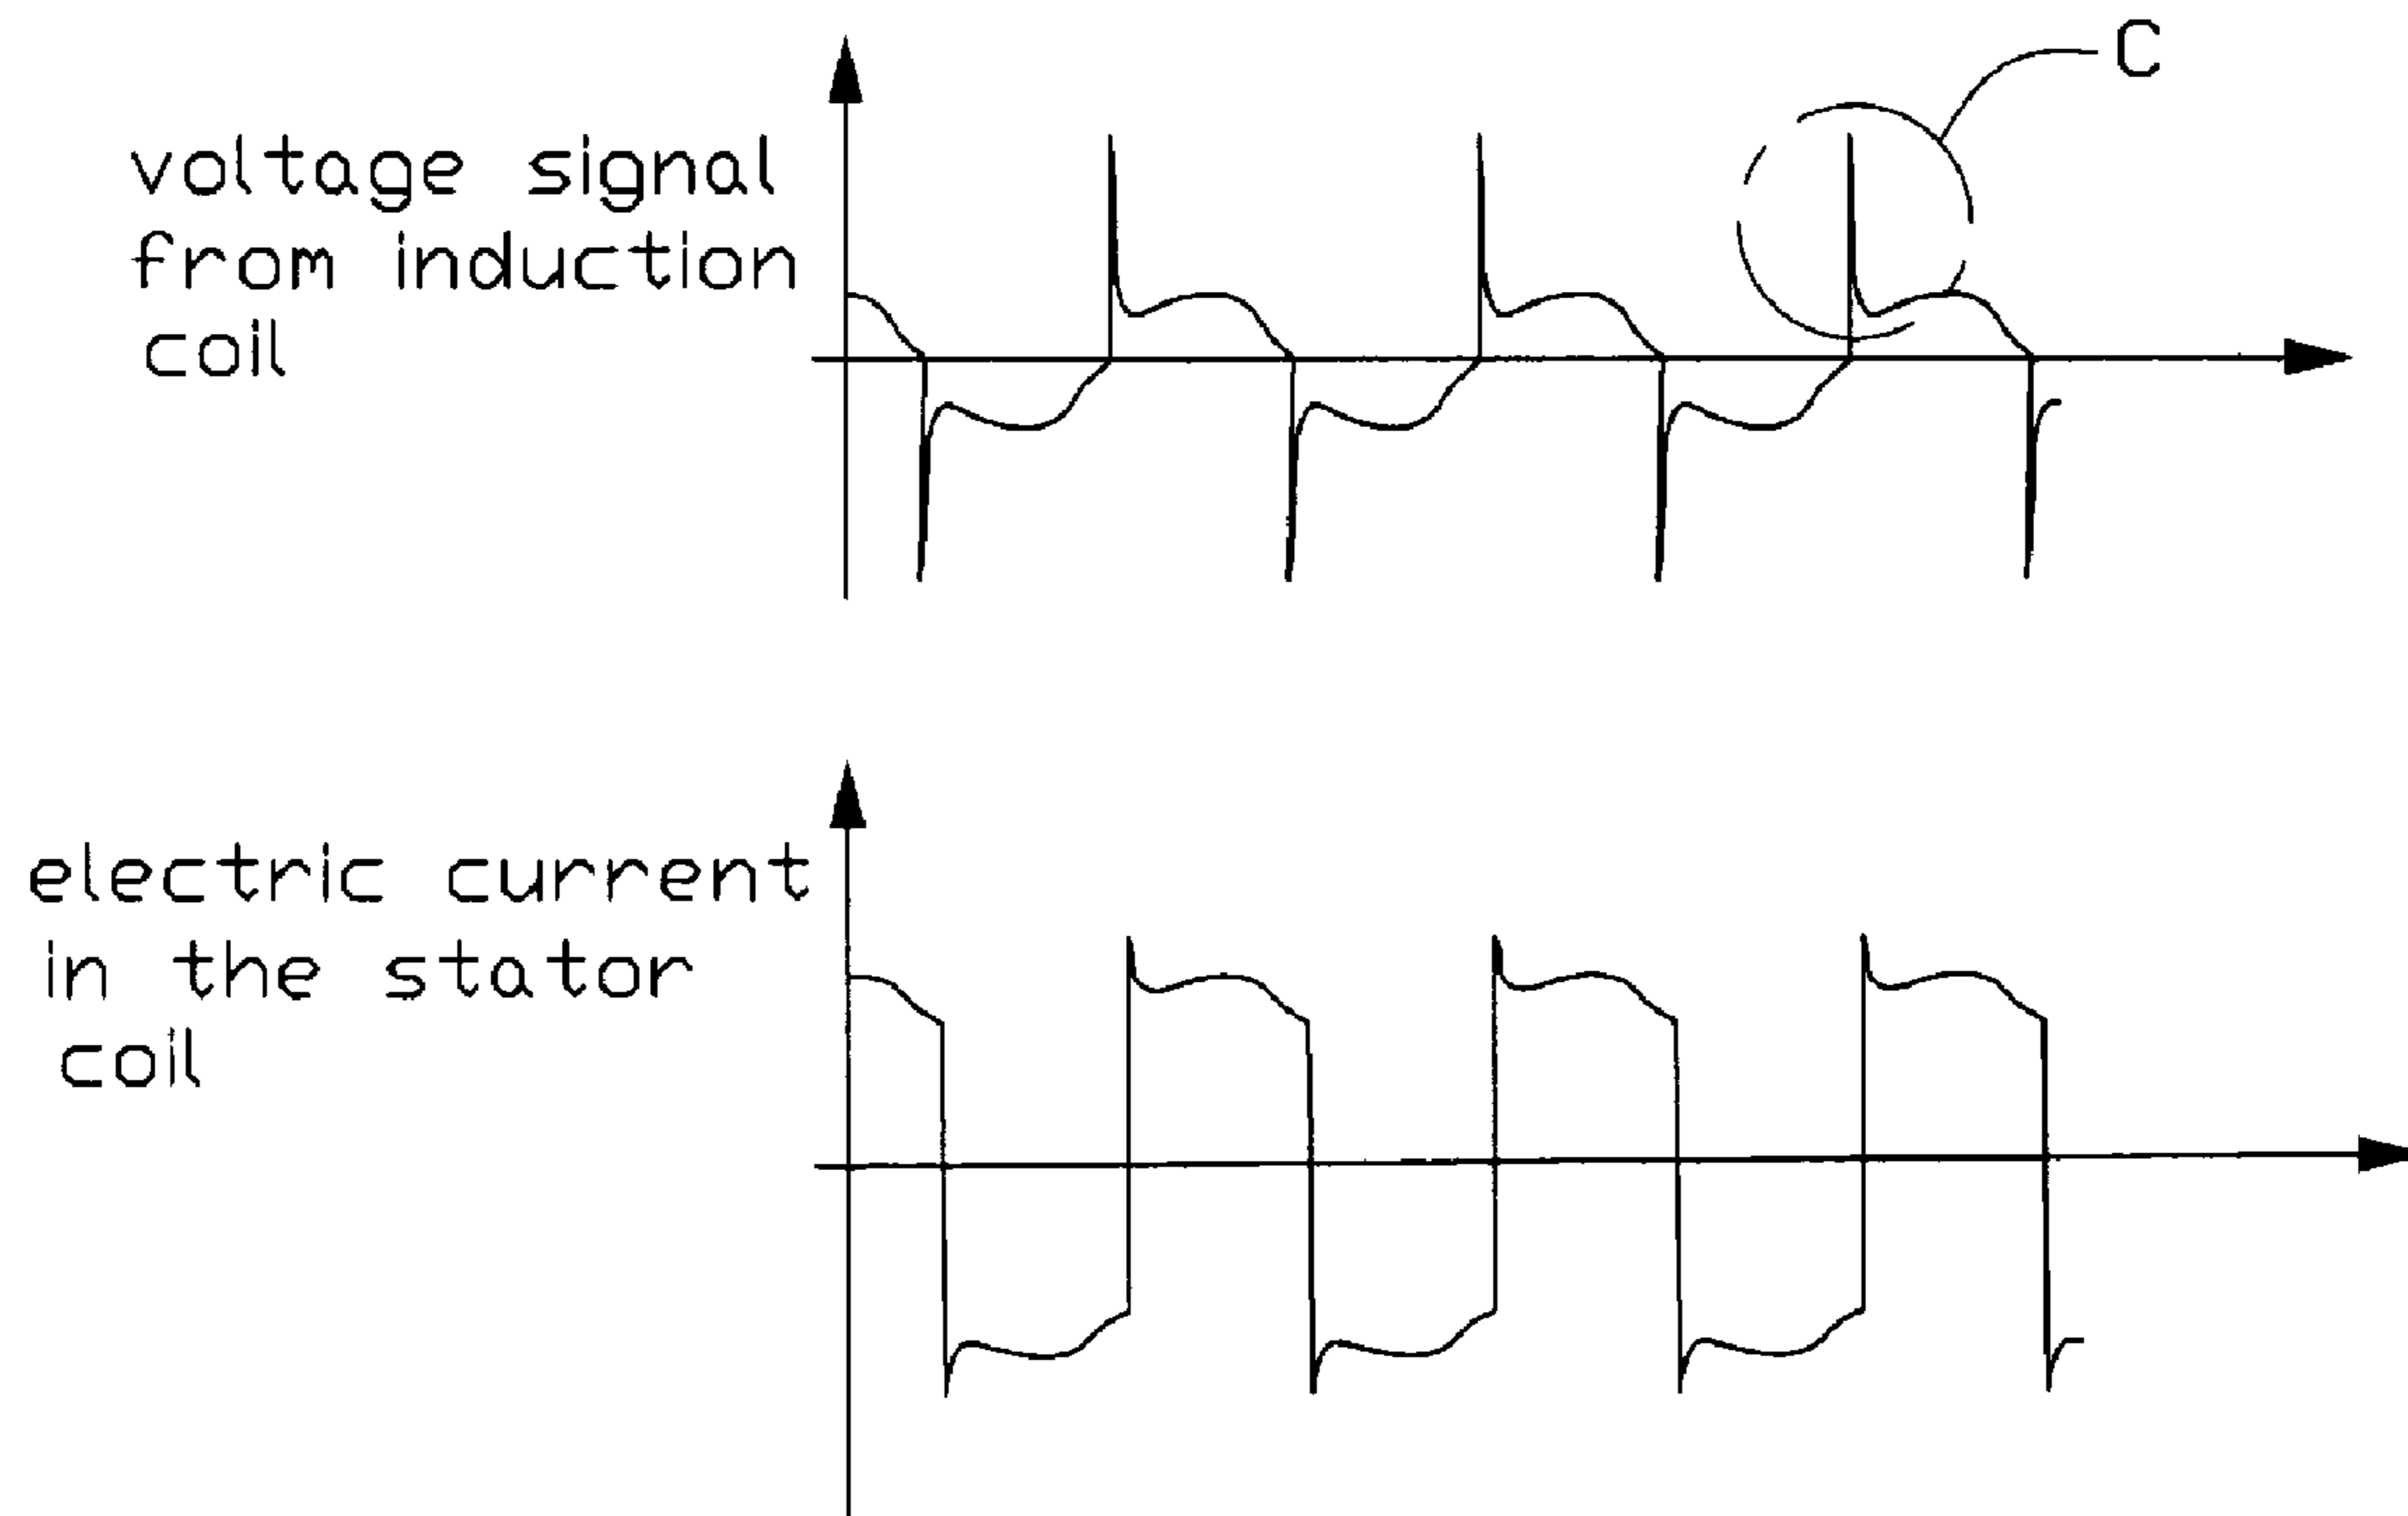 C
voltage signal
from induction
coil
electric current
in the stator
coil